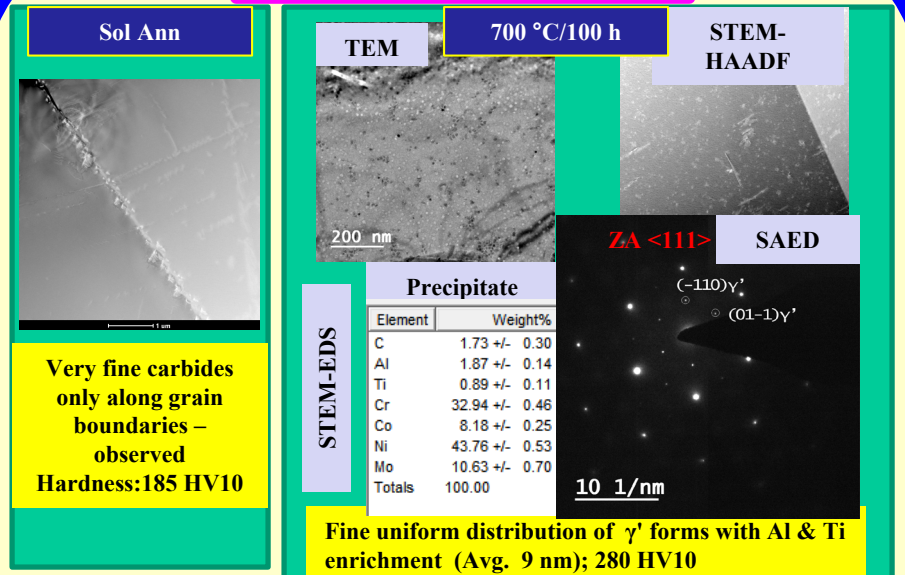 Sol Ann
1 um
Very fine carbides
only along grain
boundaries –
observed
Hardness:185 HV10
TEM
700 °C/100 h
STEM-
HAADF
200 nm
ZA <111>
SAED
(-110)γ'
(01-1)γ'
10 1/nm
STEM-EDS
Precipitate
Element Weight%
C 1.73 +/- 0.30
Al 1.87 +/- 0.14
Ti 0.89 +/- 0.11
Cr 32.94 +/- 0.46
Co 8.18 +/- 0.25
Ni 43.76 +/- 0.53
Mo 10.63 +/- 0.70
Totals 100.00
Fine uniform distribution of γ' forms with Al & Ti
enrichment (Avg. 9 nm); 280 HV10